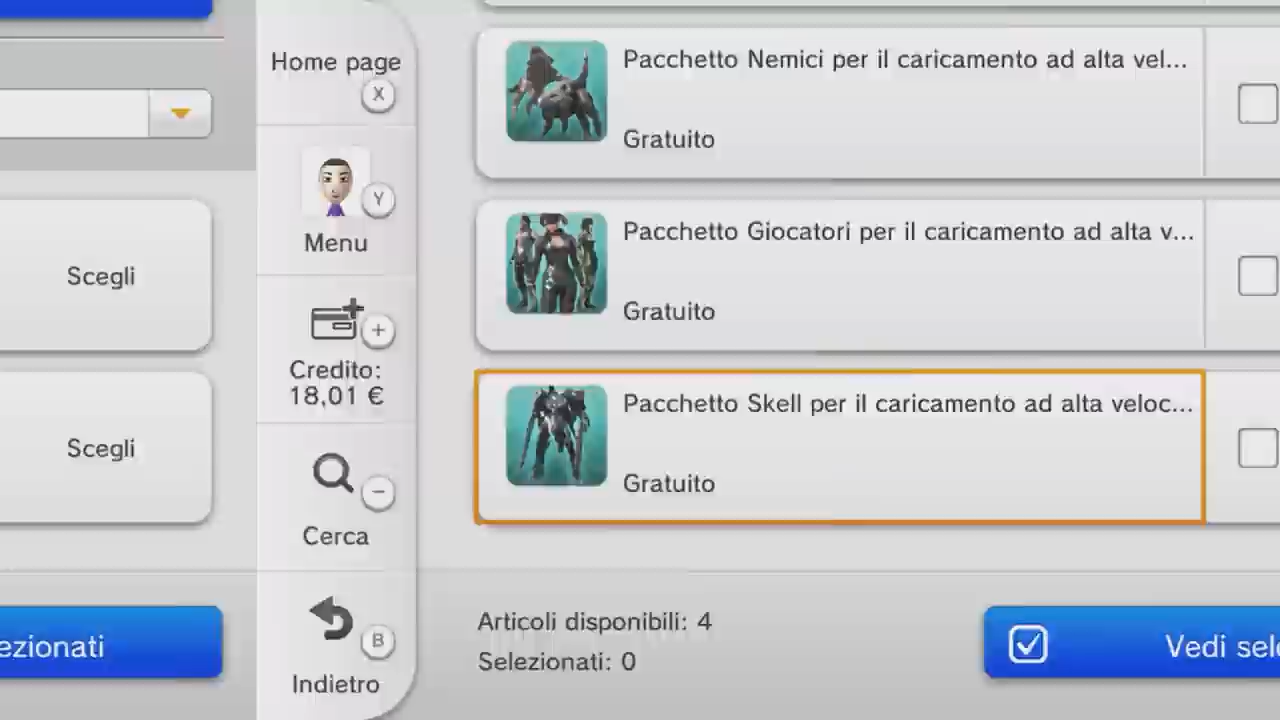 Scegli
Scegli
ezionati
Home page
X
Y
Menu
+
Credito:
18,01 €
−
Cerca
B
Indietro
Pacchetto Nemici per il caricamento ad alta vel...
Gratuito
Pacchetto Giocatori per il caricamento ad alta v...
Gratuito
Pacchetto Skell per il caricamento ad alta veloc...
Gratuito
Articoli disponibili: 4
Selezionati: 0
Vedi sele